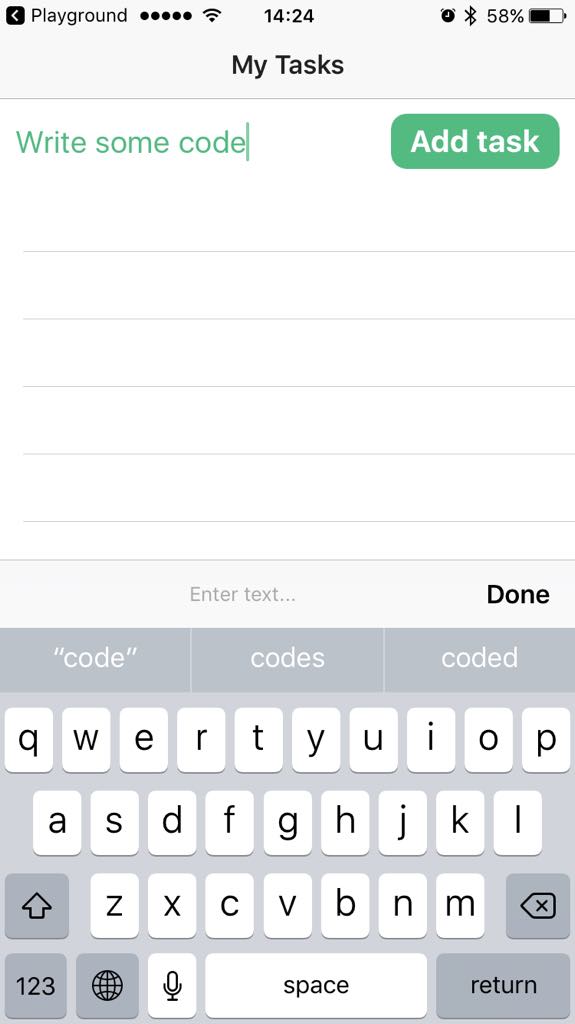 Playground 14:24 58%
My Tasks
Write some code Add task
Enter text... Done
“code” codes coded
q w e r t y u i o p
a s d f g h j k l
z x c v b n m
123 space return